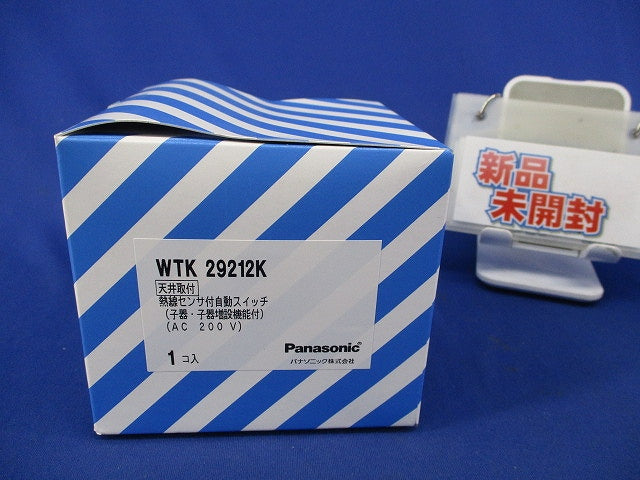 WTK 29212K
天井取付
熱線センサ付自動スイッチ
(子器・子器増設機能付)
(AC 200V)
1コ入
Panasonic®
パナソニック株式会社
新品
未開封